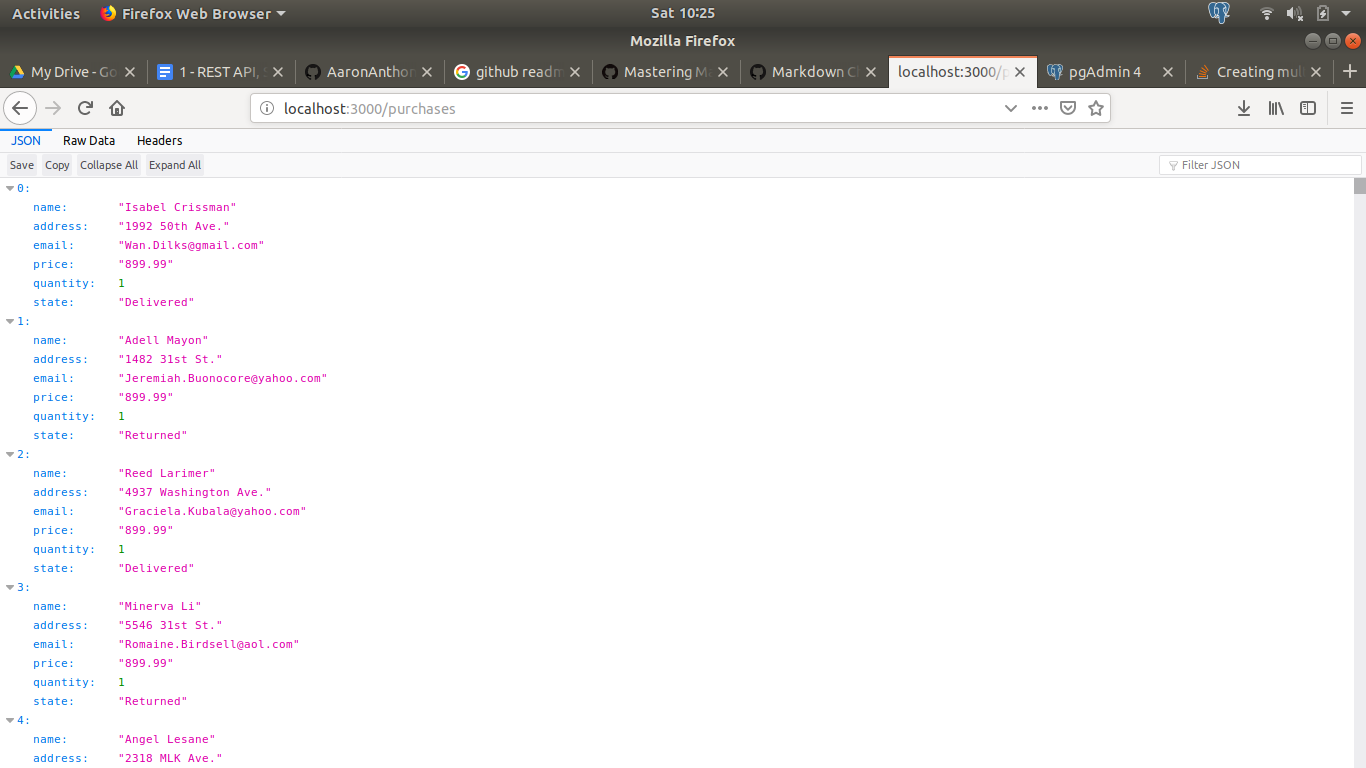 Activities Firefox Web Browser Sat 10:25
Mozilla Firefox
My Drive - Go 1 - REST API, S AaronAnthon github readm Mastering Ma Markdown Ch localhost:3000/p pgAdmin 4 Creating mul
localhost:3000/purchases
JSON Raw Data Headers
Save Copy Collapse All Expand All Filter JSON
0:
name: "Isabel Crissman"
address: "1992 50th Ave."
email: "Wan.Dilks@gmail.com"
price: "899.99"
quantity: 1
state: "Delivered"
1:
name: "Adell Mayon"
address: "1482 31st St."
email: "Jeremiah.Buonocore@yahoo.com"
price: "899.99"
quantity: 1
state: "Returned"
2:
name: "Reed Larimer"
address: "4937 Washington Ave."
email: "Graciela.Kubala@yahoo.com"
price: "899.99"
quantity: 1
state: "Delivered"
3:
name: "Minerva Li"
address: "5546 31st St."
email: "Romaine.Birdsell@aol.com"
price: "899.99"
quantity: 1
state: "Returned"
4:
name: "Angel Lesane"
address: "2318 MLK Ave."